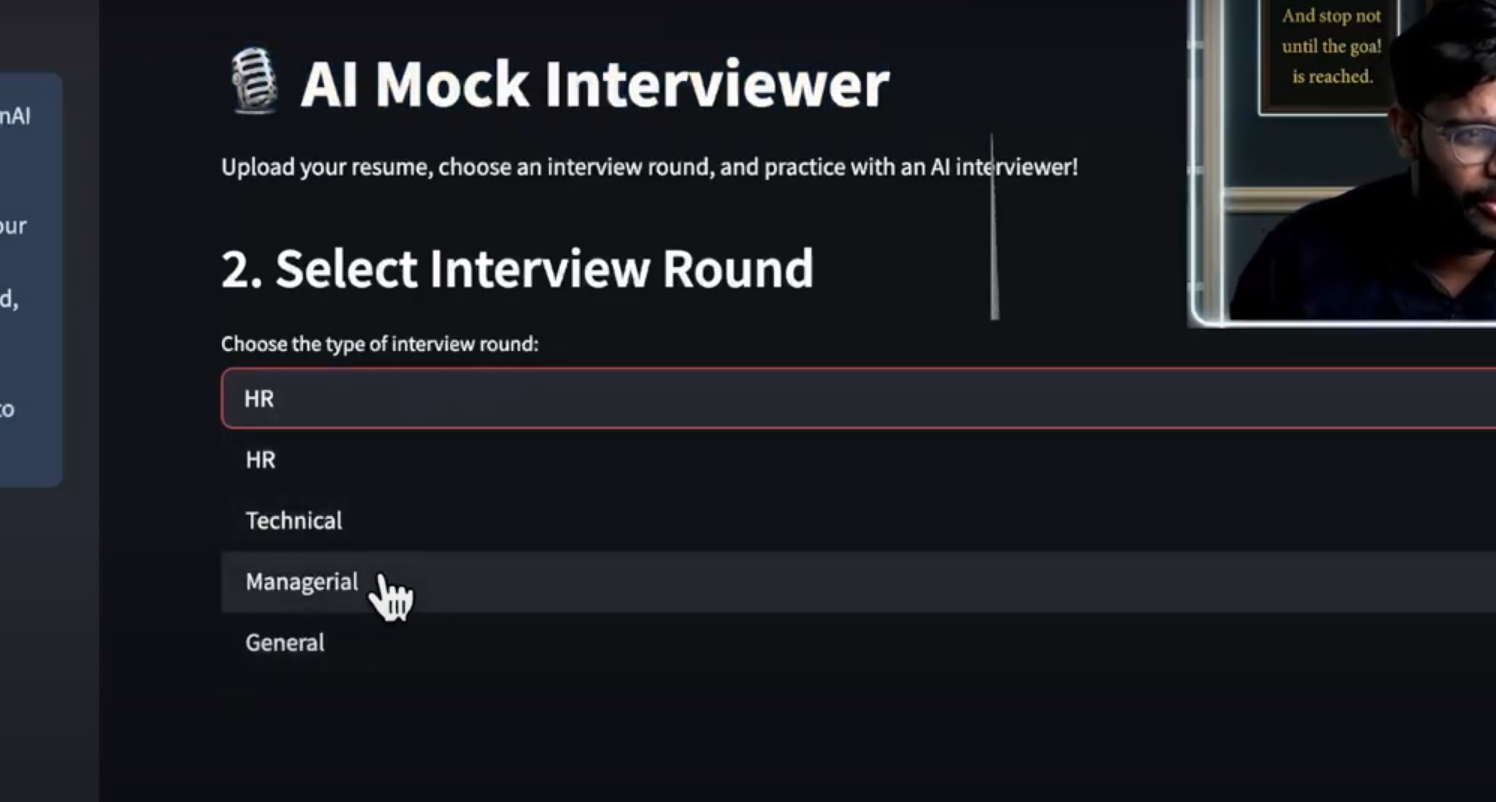 nAI
our
d,
to
AI Mock Interviewer
Upload your resume, choose an interview round, and practice with an AI interviewer!
2. Select Interview Round
Choose the type of interview round:
HR
HR
Technical
Managerial
General
And stop not
until the goal
is reached.